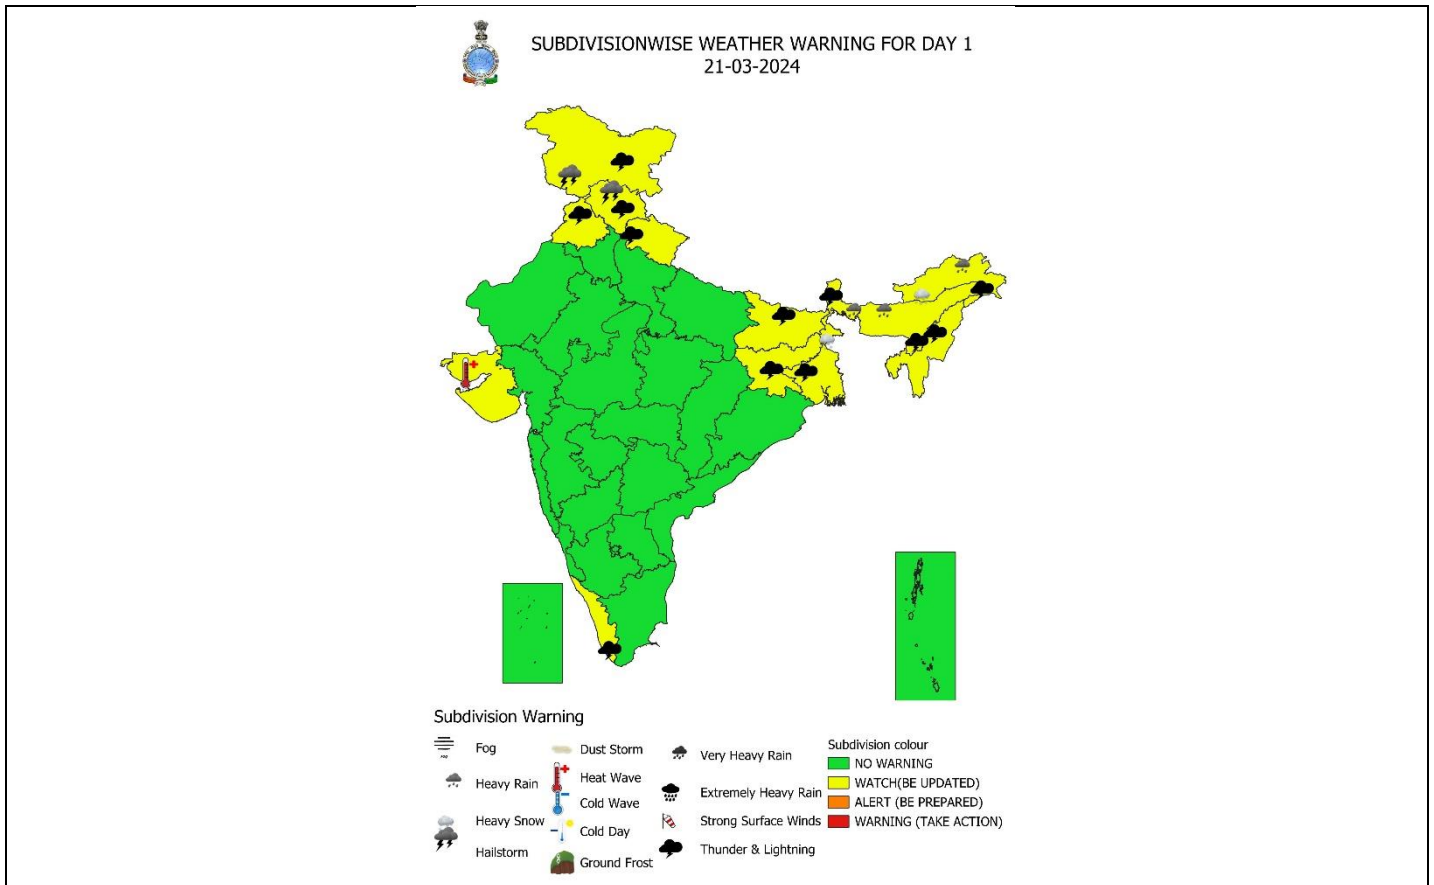 SUBDIVISIONWISE WEATHER WARNING FOR DAY 1
21-03-2024
Subdivision Warning
Fog
Heavy Rain
Heavy Snow
Hailstorm
Dust Storm
Heat Wave
Cold Wave
Cold Day
Ground Frost
Very Heavy Rain
Extremely Heavy Rain
Strong Surface Winds
Thunder & Lightning
Subdivision colour
NO WARNING
WATCH(BE UPDATED)
ALERT (BE PREPARED)
WARNING (TAKE ACTION)